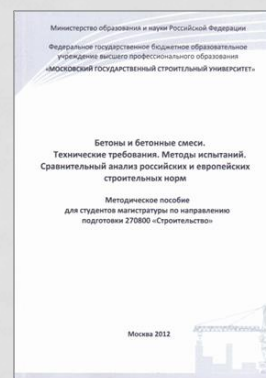 Министерство образования и науки Российской Федерации
Федеральное государственное бюджетное образовательное
учреждение высшего профессионального образования
«МОСКОВСКИЙ ГОСУДАРСТВЕННЫЙ СТРОИТЕЛЬНЫЙ УНИВЕРСИТЕТ»
Бетоны и бетонные смеси.
Технические требования. Методы испытаний.
Сравнительный анализ российских и европейских
строительных норм
Методическое пособие
для студентов магистратуры по направлению
подготовки 270800 «Строительство»
Москва 2012